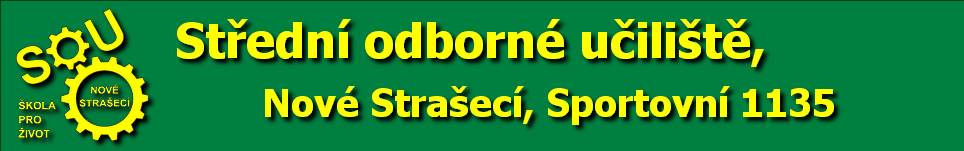 SOU
NOVÉ
STRAŠECÍ
ŠKOLA
PRO
ŽIVOT
Střední odborné učiliště,
Nové Strašecí, Sportovní 1135